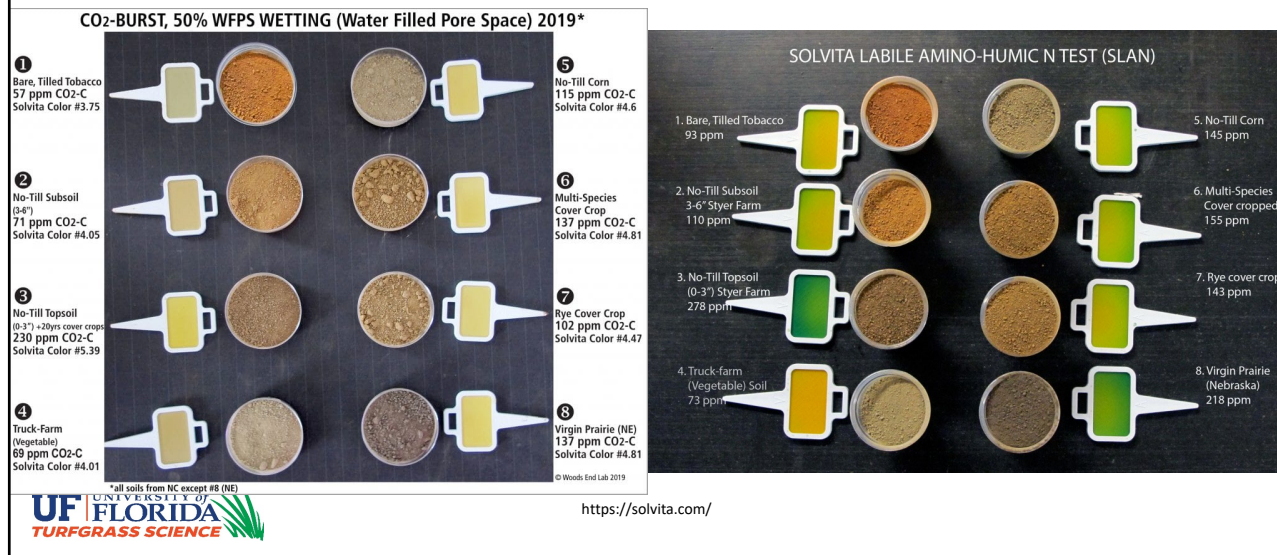 CO2-BURST, 50% WFPS WETTING (Water Filled Pore Space) 2019*
1
Bare, Tilled Tobacco
57 ppm CO2-C
Solvita Color #3.75
2
No-Till Subsoil
(3-6")
71 ppm CO2-C
Solvita Color #4.05
3
No-Till Topsoil
(0-3") +20yrs cover crops
230 ppm CO2-C
Solvita Color #5.39
4
Truck-Farm
(Vegetable)
69 ppm CO2-C
Solvita Color #4.01
5
No-Till Corn
115 ppm CO2-C
Solvita Color #4.6
6
Multi-Species
Cover Crop
137 ppm CO2-C
Solvita Color #4.81
7
Rye Cover Crop
102 ppm CO2-C
Solvita Color #4.47
8
Virgin Prairie (NE)
137 ppm CO2-C
Solvita Color #4.81
© Woods End Lab 2019
*all soils from NC except #8 (NE)
SOLVITA LABILE AMINO-HUMIC N TEST (SLAN)
1. Bare, Tilled Tobacco
93 ppm
2. No-Till Subsoil
3-6" Styer Farm
110 ppm
3. No-Till Topsoil
(0-3") Styer Farm
278 ppm
4. Truck-farm
(Vegetable) Soil
73 ppm
5. No-Till Corn
145 ppm
6. Multi-Species
Cover cropped
155 ppm
7. Rye cover crop
143 ppm
8. Virgin Prairie
(Nebraska)
218 ppm
UF UNIVERSITY of
FLORIDA
TURFGRASS SCIENCE
https://solvita.com/